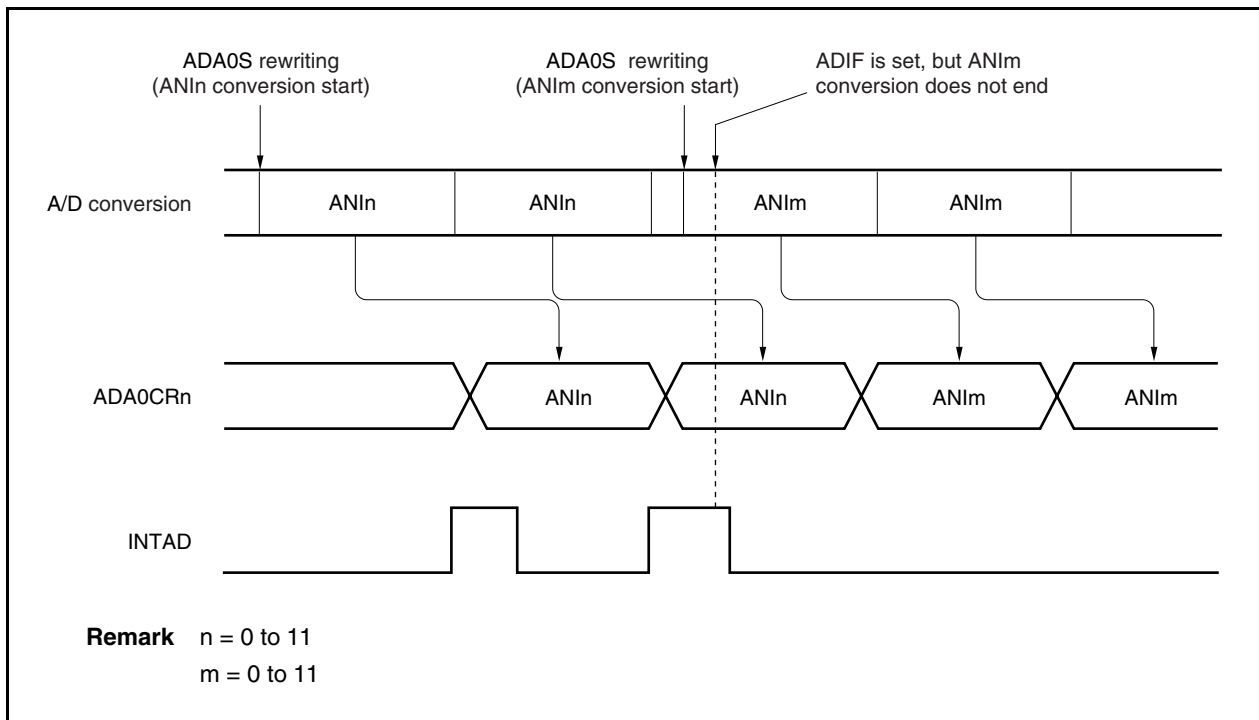 ADA0S rewriting
(ANIn conversion start)
ADA0S rewriting
(ANIm conversion start)
ADIF is set, but ANIm
conversion does not end
A/D conversion
ANIn
ANIn
ANIm
ANIm
ADA0CRn
ANIn
ANIn
ANIm
ANIm
INTAD
Remark n = 0 to 11
m = 0 to 11